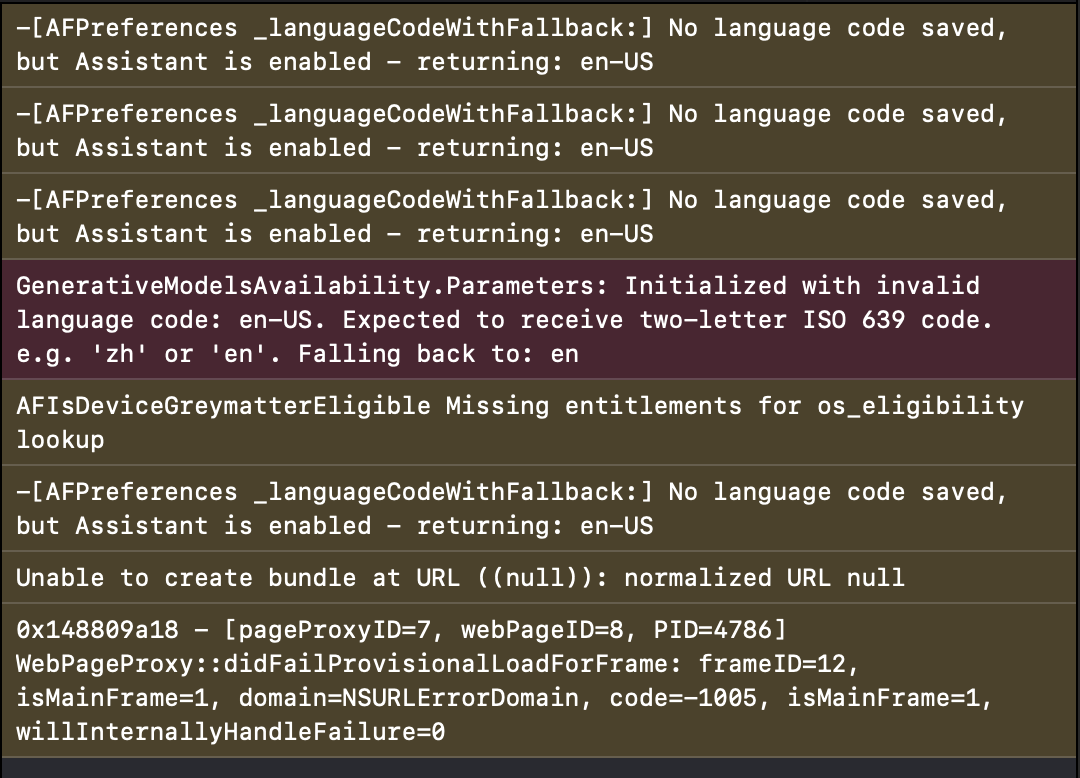 -[AFPreferences _languageCodeWithFallback:] No language code saved,
but Assistant is enabled - returning: en-US
-[AFPreferences _languageCodeWithFallback:] No language code saved,
but Assistant is enabled - returning: en-US
-[AFPreferences _languageCodeWithFallback:] No language code saved,
but Assistant is enabled - returning: en-US
GenerativeModelsAvailability.Parameters: Initialized with invalid
language code: en-US. Expected to receive two-letter ISO 639 code.
e.g. 'zh' or 'en'. Falling back to: en
AFIsDeviceGreymatterEligible Missing entitlements for os_eligibility
lookup
-[AFPreferences _languageCodeWithFallback:] No language code saved,
but Assistant is enabled - returning: en-US
Unable to create bundle at URL ((null)): normalized URL null
0x148809a18 - [pageProxyID=7, webPageID=8, PID=4786]
WebPageProxy::didFailProvisionalLoadForFrame: frameID=12,
isMainFrame=1, domain=NSURLErrorDomain, code=-1005, isMainFrame=1,
willInternallyHandleFailure=0